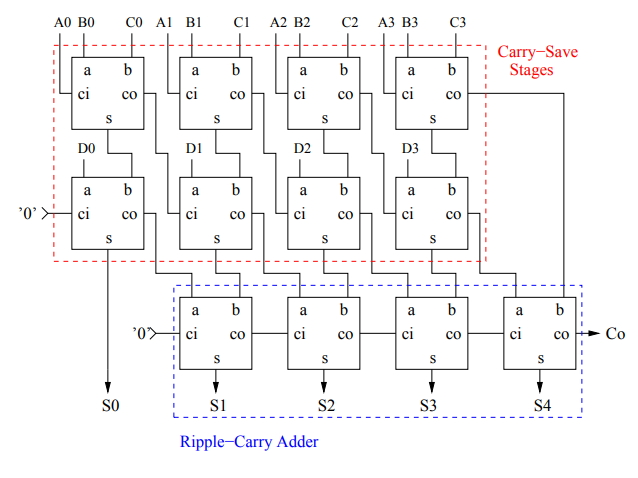 A0 B0 C0 A1 B1 C1 A2 B2 C2 A3 B3 C3
Carry−Save
Stages
a b a b a b a b
ci co ci co ci co ci co
s s s s
D0 D1 D2 D3
a b a b a b a b
'0' ci co ci co ci co ci co
s s s s
a b a b a b a b
'0' ci co ci co ci co ci co Co
s s s s
S0 S1 S2 S3 S4
Ripple−Carry Adder